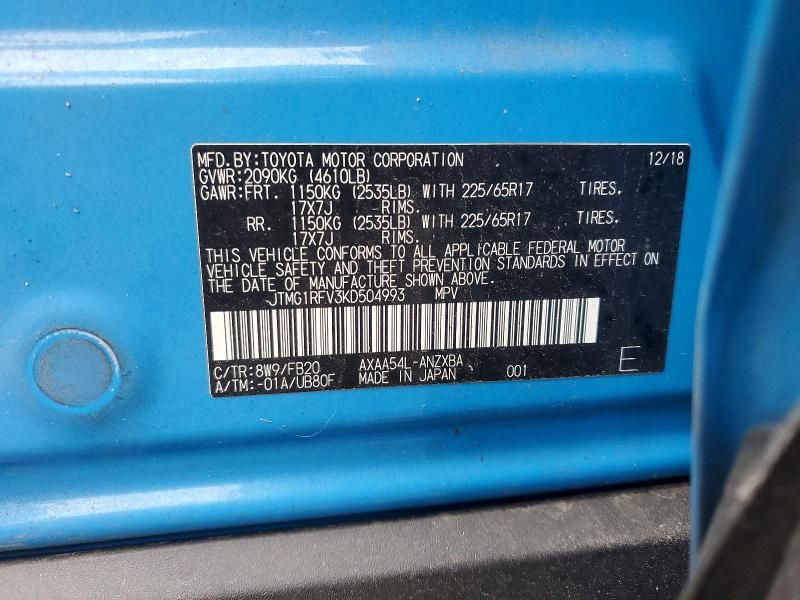 MFD.BY:TOYOTA MOTOR CORPORATION 12/18
GVWR:2090KG (4610LB)
GAWR:FRT. 1150KG (2535LB) WITH 225/65R17 TIRES.
17X7J RIMS.
RR. 1150KG (2535LB) WITH 225/65R17 TIRES.
17X7J RIMS.
THIS VEHICLE CONFORMS TO ALL APPLICABLE FEDERAL MOTOR
VEHICLE SAFETY AND THEFT PREVENTION STANDARDS IN EFFECT ON
THE DATE OF MANUFACTURE SHOWN ABOVE.
JTMG1RFV3KD504993 MPV
C/TR:8W9/FB20 AXAA54L-ANZXBA
A/TM:-01A/UB80F MADE IN JAPAN 001 E